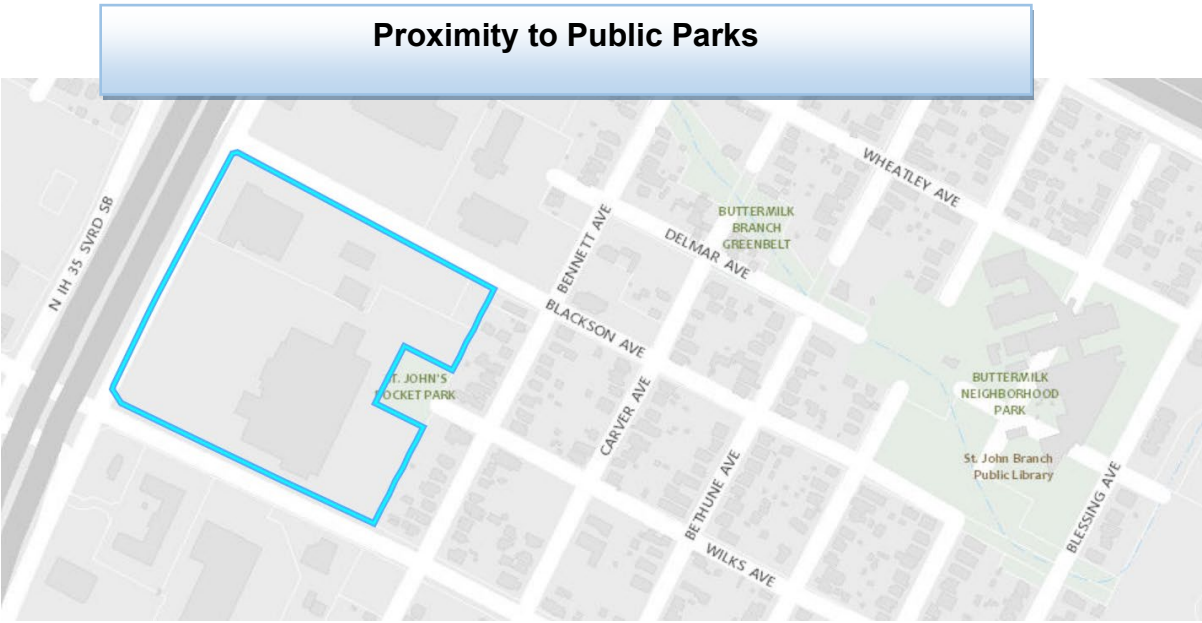 Proximity to Public Parks
WHEATLEY AVE
N IH 35 SVRD SB
BENNETT AVE
BUTTERMILK
BRANCH
GREENBELT
DELMAR AVE
BLACKSON AVE
ST. JOHN'S
POCKET PARK
BUTTERMILK
NEIGHBORHOOD
PARK
CARVER AVE
St. John Branch
Public Library
BETHUNE AVE
BLESSING AVE
WILKS AVE